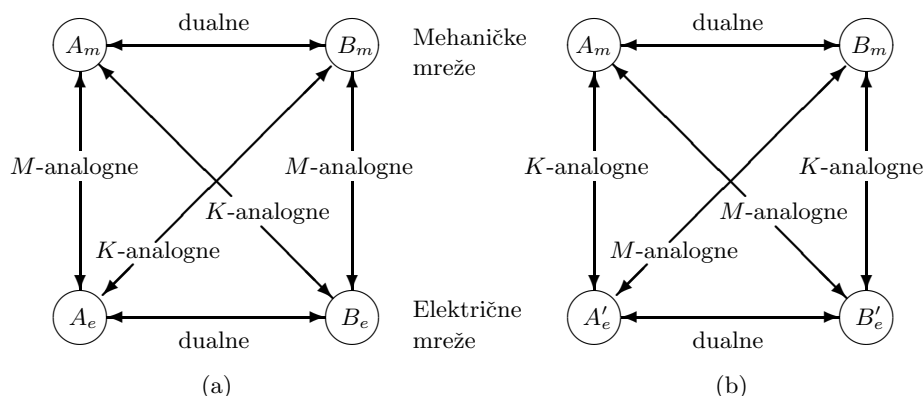 dualne
dualne
A_m
B_m
Mehaničke
mreže
A_m
B_m
M-analogne
M-analogne
K-analogne
K-analogne
K-analogne
M-analogne
K-analogne
M-analogne
A_e
B_e
Električne
mreže
A'_e
B'_e
dualne
dualne
(a)
(b)